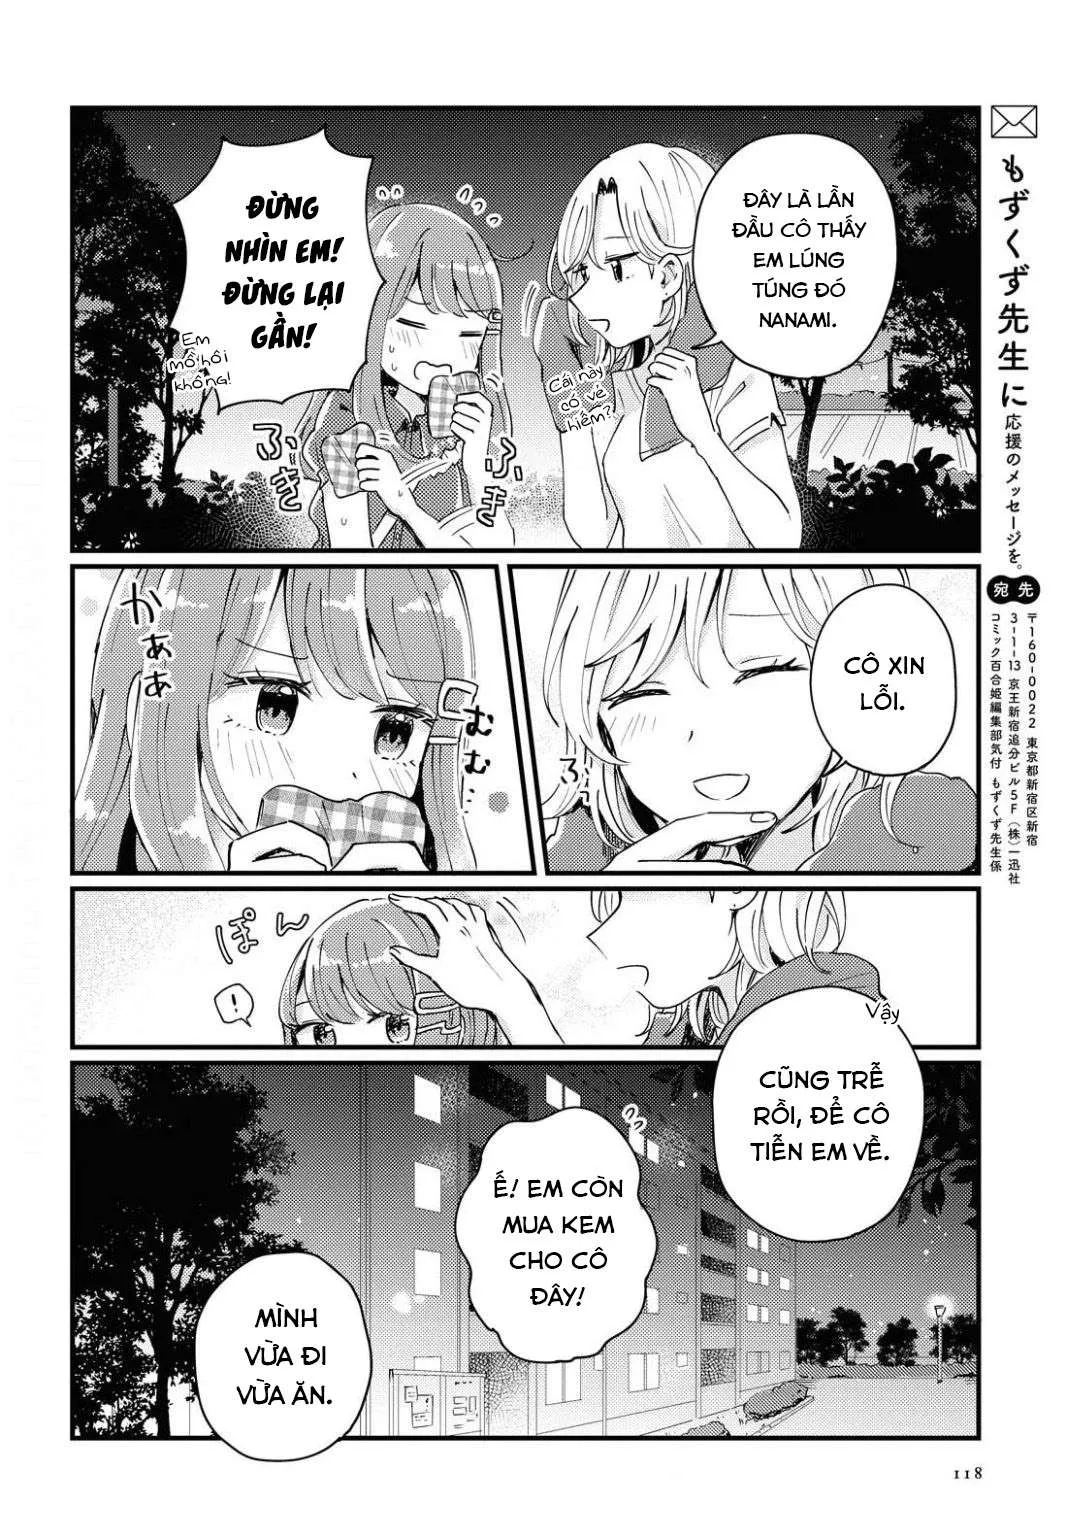 ĐÂY LÀ LẦN
ĐẦU CÔ THẤY
EM LÚNG
TÚNG ĐÓ
NANAMI.
Cái này
có vẻ
hiếm?
ĐỪNG
NHÌN EM!
ĐỪNG LẠI
GẦN!
Em
mồ hôi
không!
ふき
ふき
CÔ XIN
LỖI.
ふふ
かあああ
むむ
ぽん
!
Vậy
CŨNG TRỄ
RỒI, ĐỂ CÔ
TIỄN EM VỀ.
Ế! EM CÒN
MUA KEM
CHO CÔ
ĐÂY!
MÌNH
VỪA ĐI
VỪA ĂN.
もずくず先生に応援のメッセージを。
宛先
〒160-0022 東京都新宿区新宿
3-1-13 京王新宿追分ビル5F (株)一迅社
コミック百合姫編集部気付 もずくず先生係
118